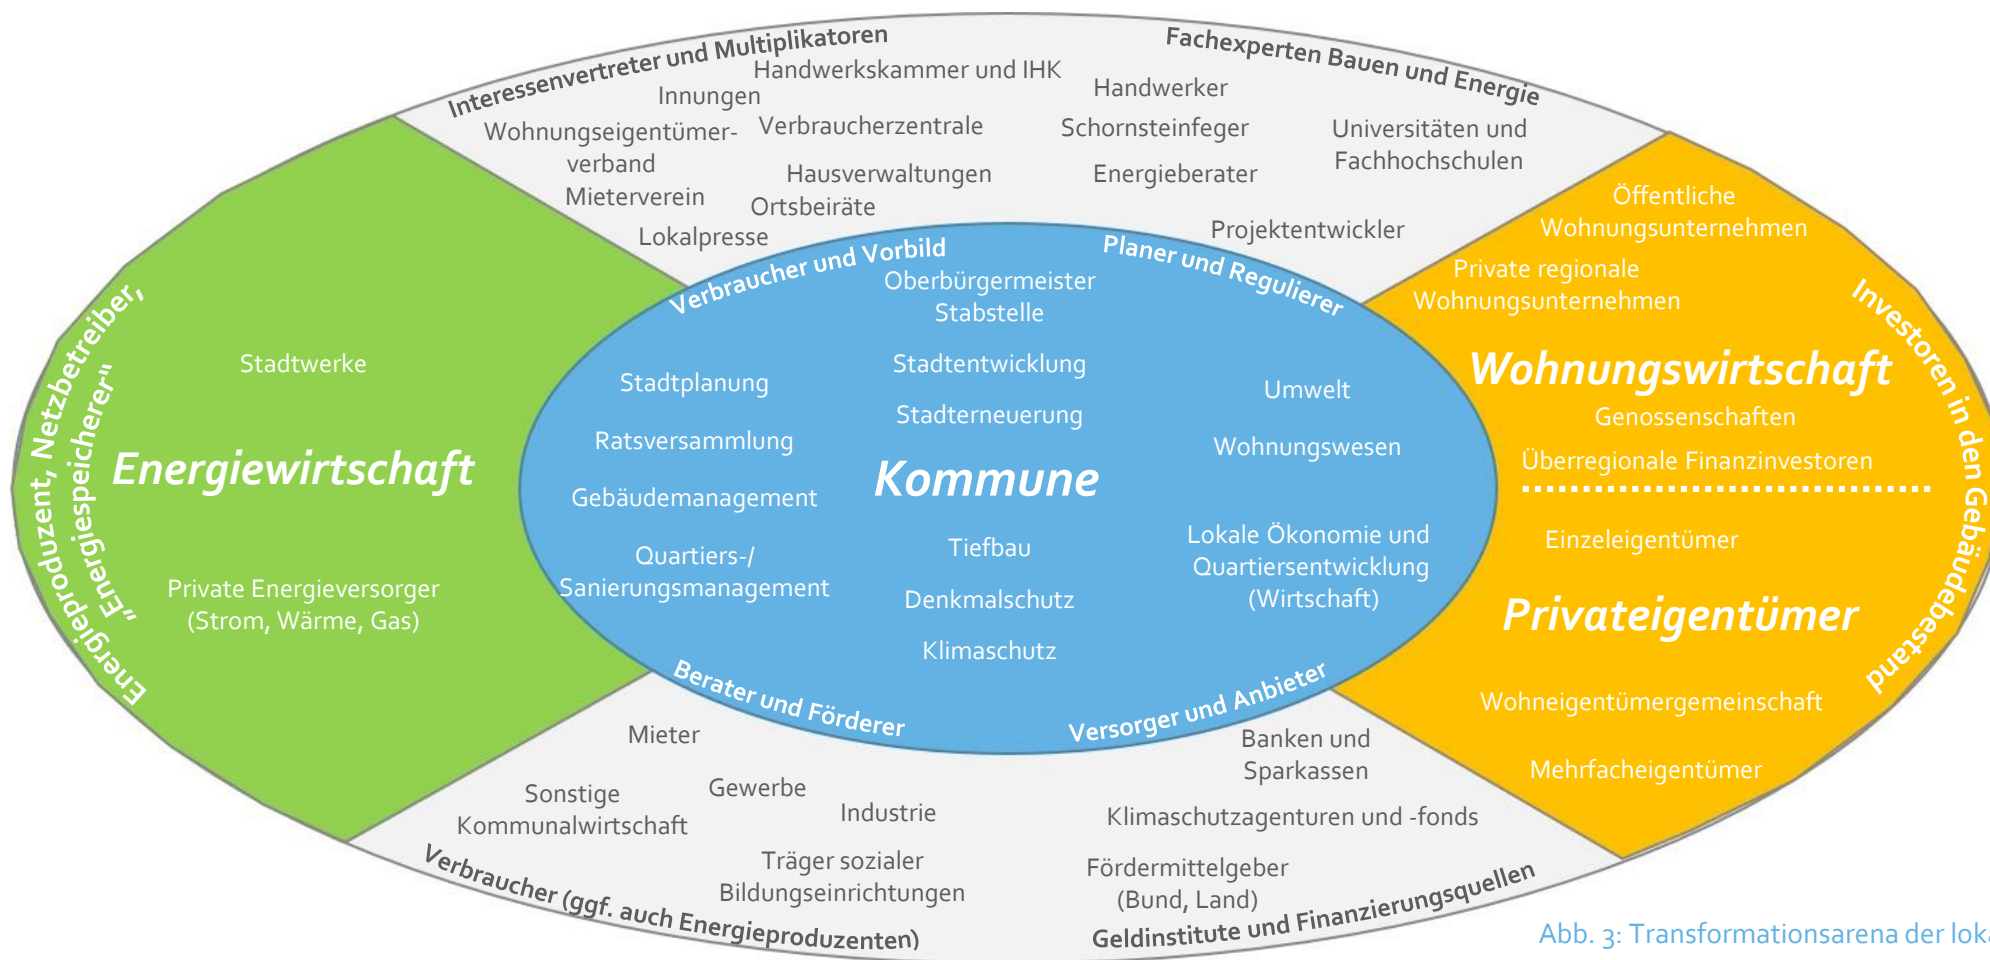 Interessenvertreter und Multiplikatoren
Handwerkskammer und IHK
Innungen
Wohnungseigentümer-
verband
Verbraucherzentrale
Mieterverein
Hausverwaltungen
Ortsbeiräte
Lokalpresse
Fachexperten Bauen und Energie
Handwerker
Schornsteinfeger
Universitäten und
Fachhochschulen
Energieberater
Projektentwickler
Energieproduzent, Netzbetreiber,
„Energiespeicherer“
Stadtwerke
Energiewirtschaft
Private Energieversorger
(Strom, Wärme, Gas)
Verbraucher und Vorbild
Planer und Regulierer
Oberbürgermeister
Stabstelle
Stadtplanung
Stadtentwicklung
Umwelt
Ratsversammlung
Stadterneuerung
Wohnungswesen
Kommune
Gebäudemanagement
Quartiers-/
Sanierungsmanagement
Tiefbau
Denkmalschutz
Klimaschutz
Lokale Ökonomie und
Quartiersentwicklung
(Wirtschaft)
Berater und Förderer
Versorger und Anbieter
Öffentliche
Wohnungsunternehmen
Private regionale
Wohnungsunternehmen
Wohnungswirtschaft
Genossenschaften
Überregionale Finanzinvestoren
Einzeleigentümer
Privateigentümer
Wohneigentümergemeinschaft
Mehrfacheigentümer
Investoren in den Gebäudebestand
Mieter
Sonstige
Kommunalwirtschaft
Gewerbe
Industrie
Träger sozialer
Bildungseinrichtungen
Verbraucher (ggf. auch Energieproduzenten)
Banken und
Sparkassen
Klimaschutzagenturen und -fonds
Fördermittelgeber
(Bund, Land)
Geldinstitute und Finanzierungsquellen
Abb. 3: Transformationsarena der